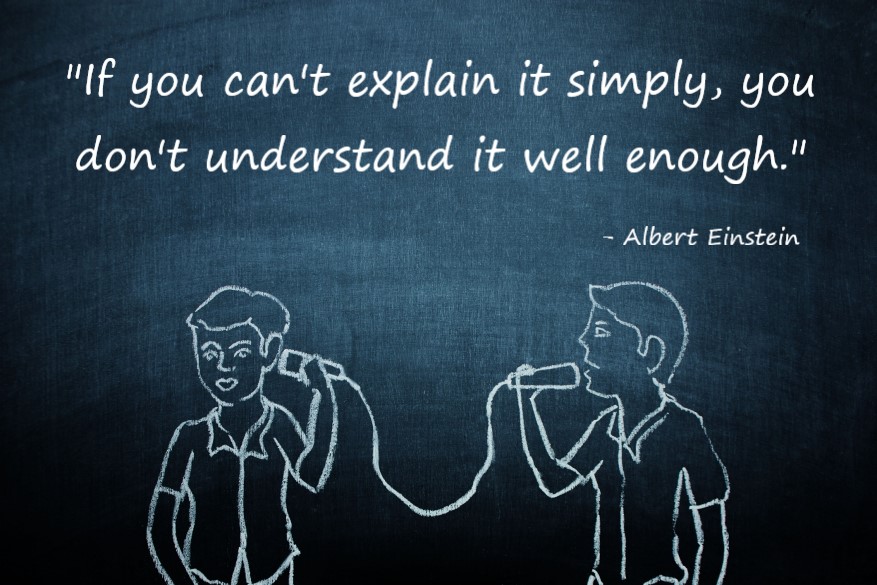 "If you can't explain it simply, you
don't understand it well enough."
- Albert Einstein